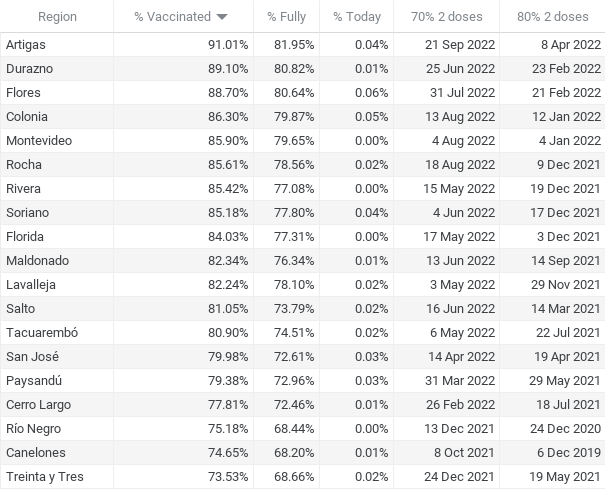 Region % Vaccinated % Fully % Today 70% 2 doses 80% 2 doses
Artigas 91.01% 81.95% 0.04% 21 Sep 2022 8 Apr 2022
Durazno 89.10% 80.82% 0.01% 25 Jun 2022 23 Feb 2022
Flores 88.70% 80.64% 0.06% 31 Jul 2022 21 Feb 2022
Colonia 86.30% 79.87% 0.05% 13 Aug 2022 12 Jan 2022
Montevideo 85.90% 79.65% 0.00% 4 Aug 2022 4 Jan 2022
Rocha 85.61% 78.56% 0.02% 18 Aug 2022 9 Dec 2021
Rivera 85.42% 77.08% 0.00% 15 May 2022 19 Dec 2021
Soriano 85.18% 77.80% 0.04% 4 Jun 2022 17 Dec 2021
Florida 84.03% 77.31% 0.00% 17 May 2022 3 Dec 2021
Maldonado 82.34% 76.34% 0.01% 13 Jun 2022 14 Sep 2021
Lavalleja 82.24% 78.10% 0.02% 3 May 2022 29 Nov 2021
Salto 81.05% 73.79% 0.02% 16 Jun 2022 14 Mar 2021
Tacuarembó 80.90% 74.51% 0.02% 6 May 2022 22 Jul 2021
San José 79.98% 72.61% 0.03% 14 Apr 2022 19 Apr 2021
Paysandú 79.38% 72.96% 0.03% 31 Mar 2022 29 May 2021
Cerro Largo 77.81% 72.46% 0.01% 26 Feb 2022 18 Jul 2021
Río Negro 75.18% 68.44% 0.00% 13 Dec 2021 24 Dec 2020
Canelones 74.65% 68.20% 0.01% 8 Oct 2021 6 Dec 2019
Treinta y Tres 73.53% 68.66% 0.02% 24 Dec 2021 19 May 2021